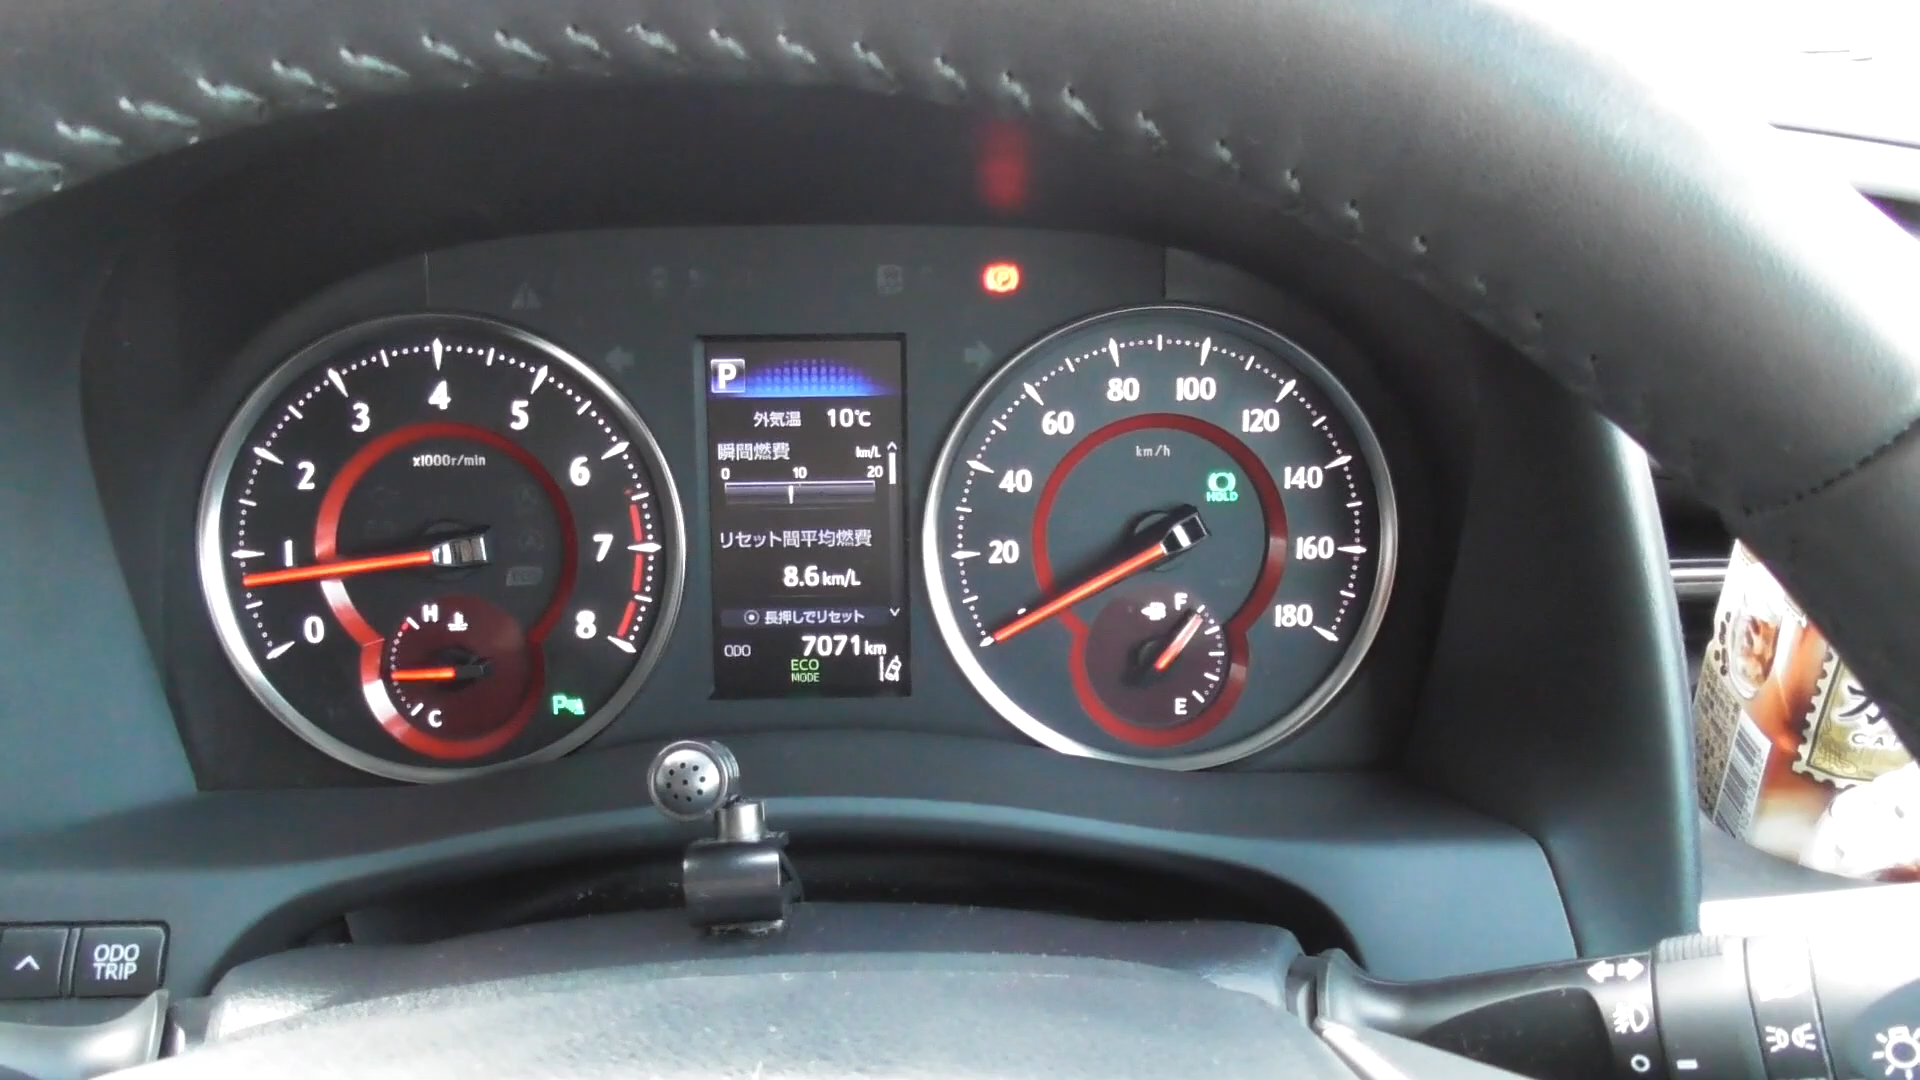 P
外気温 10℃
瞬間燃費 km/L
0 10 20
リセット間平均燃費
8.6 km/L
長押しでリセット
ODO 7071 km
ECO
MODE
0
1
2
3
4
5
6
7
8
x1000r/min
H
C
P
20
40
60
80
100
120
140
160
180
km/h
HOLD
F
E
ODO
TRIP